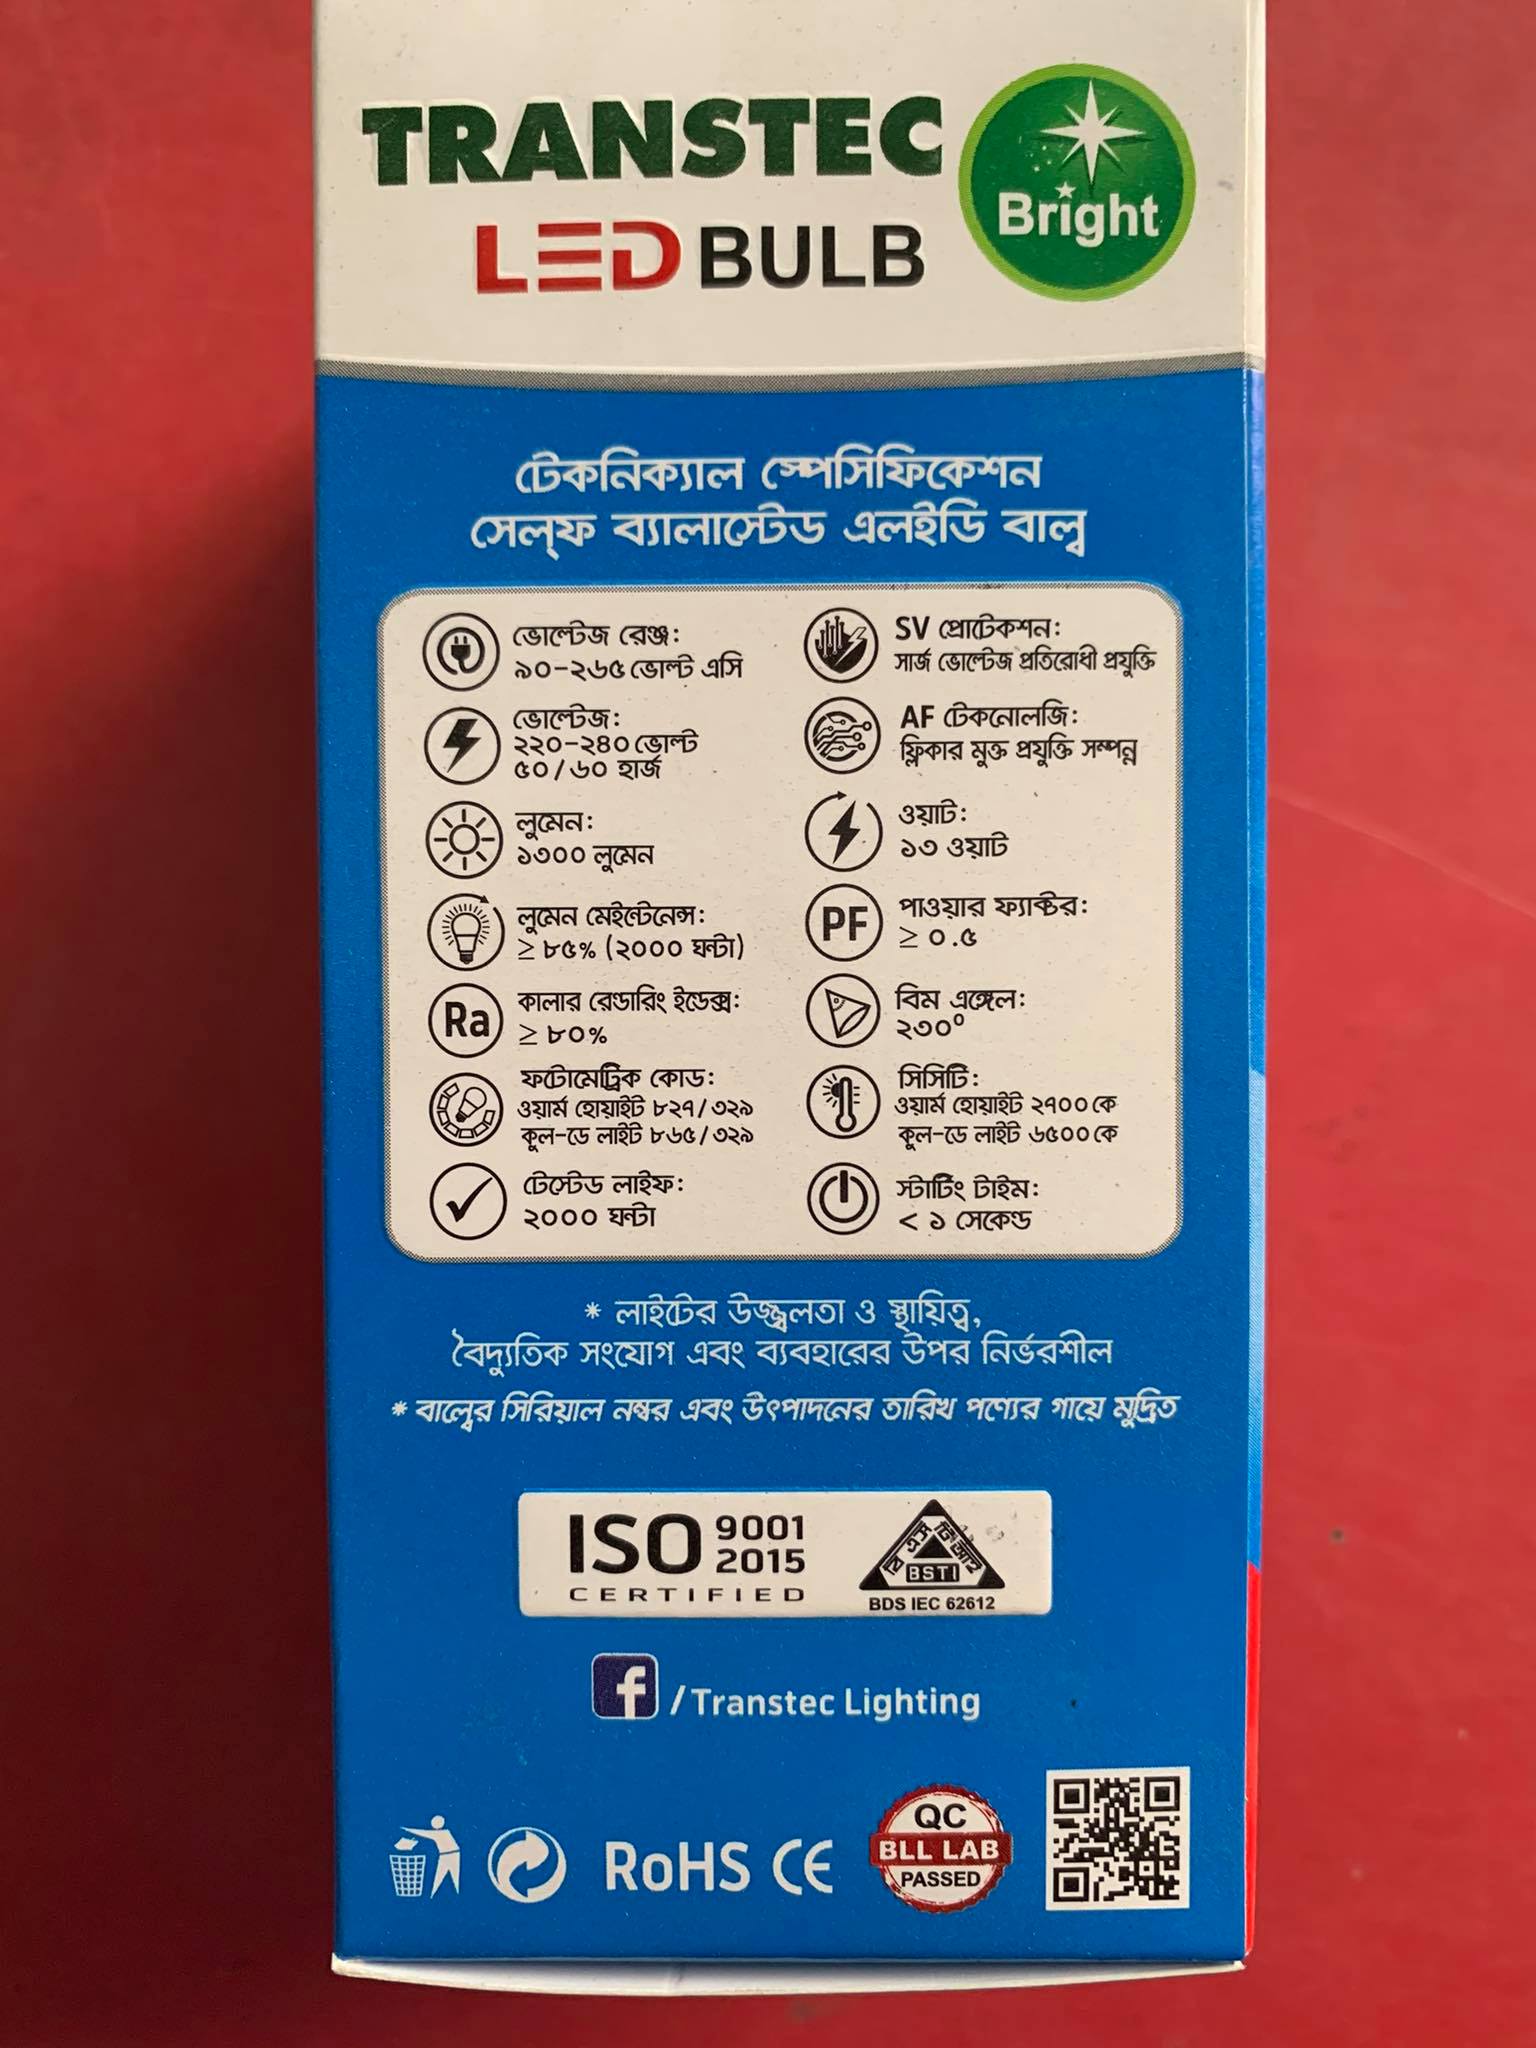 TRANSTEC
LED BULB
Bright
টেকনিক্যাল স্পেসিফিকেশন
সেল্‌ফ ব্যালাস্টেড এলইডি বাল্ব
ভোল্টেজ রেঞ্জ:
৯০-২৬৫ ভোল্ট এসি
ভোল্টেজ:
২২০-২৪০ ভোল্ট
৫০/৬০ হার্জ
লুমেন:
১৩০০ লুমেন
লুমেন মেইন্টেনেন্স:
≥ ৮৫% (২০০০ ঘন্টা)
Ra
কালার রেন্ডারিং ইন্ডেক্স:
≥ ৮০%
ফটোমেট্রিক কোড:
ওয়ার্ম হোয়াইট ৮২৭/৩২৯
কুল-ডে লাইট ৮৬৫/৩২৯
টেস্টেড লাইফ:
২০০০ ঘন্টা
SV প্রোটেকশন:
সার্জ ভোল্টেজ প্রতিরোধী প্রযুক্তি
AF টেকনোলজি:
ফ্লিকার মুক্ত প্রযুক্তি সম্পন্ন
ওয়াট:
১৩ ওয়াট
PF
পাওয়ার ফ্যাক্টর:
≥ ০.৫
বিম এঙ্গেল:
২৩০°
সিসিটি:
ওয়ার্ম হোয়াইট ২৭০০ কে
কুল-ডে লাইট ৬৫০০ কে
স্টার্টিং টাইম:
< ১ সেকেন্ড
* লাইটের উজ্জ্বলতা ও স্থায়িত্ব,
বৈদ্যুতিক সংযোগ এবং ব্যবহারের উপর নির্ভরশীল
* বাল্বের সিরিয়াল নম্বর এবং উৎপাদনের তারিখ পণ্যের গায়ে মুদ্রিত
ISO 9001
2015
CERTIFIED
বি এস টি আই
BSTI
BDS IEC 62612
f /Transtec Lighting
RoHS CE
QC
BLL LAB
PASSED